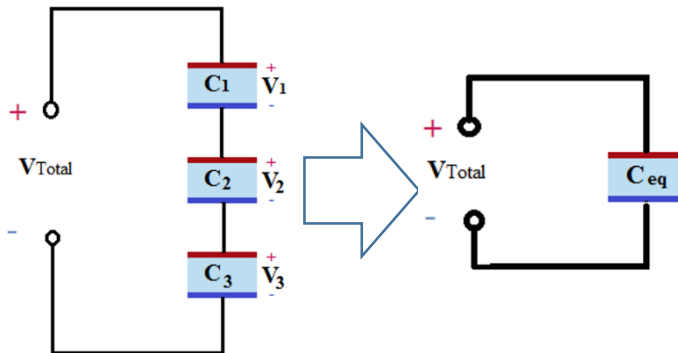 +
C1
V1
-
+
VTotal
-
+
C2
V2
-
+
C3
V3
-
+
VTotal
-
Ceq